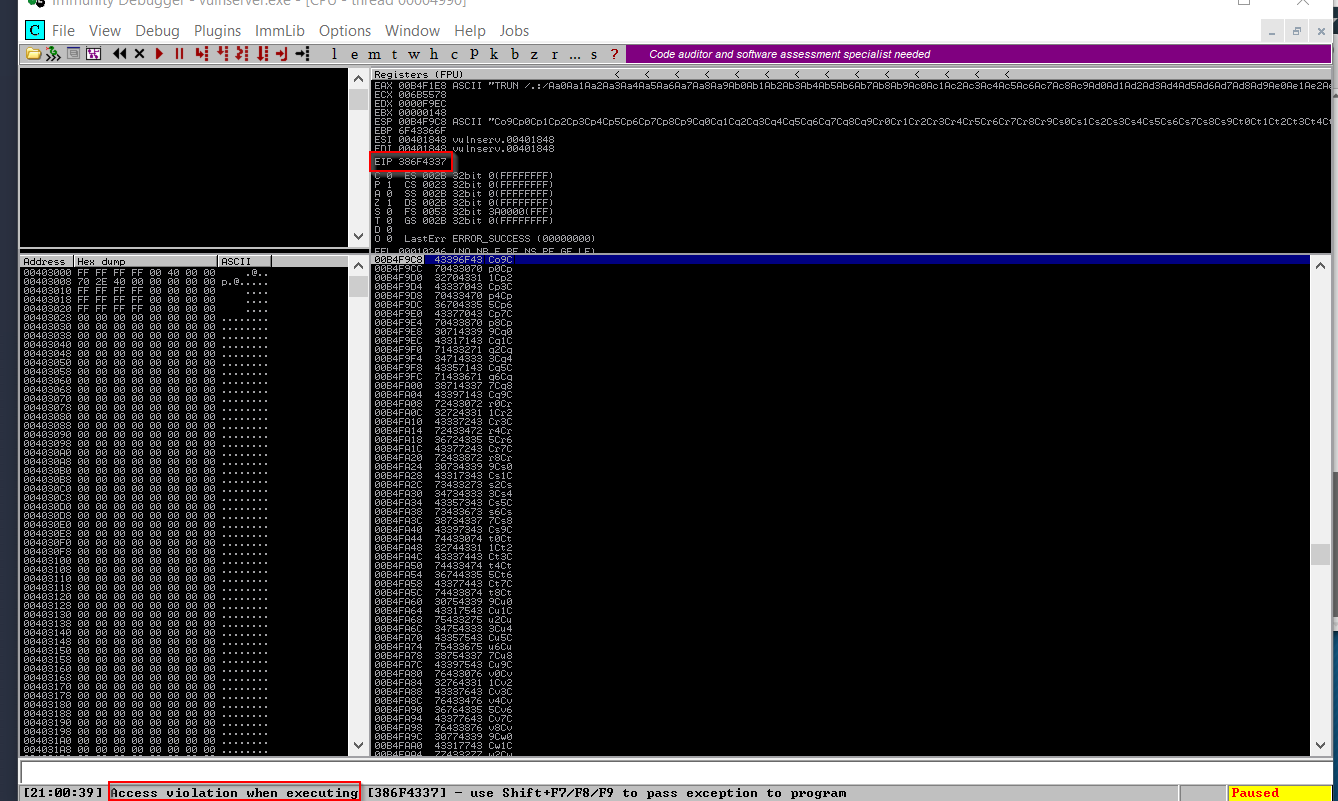 Immunity Debugger - vulnserver.exe - [CPU - thread 00004990]
C File View Debug Plugins ImmLib Options Window Help Jobs
l e m t w h c P k b z r ... s ? Code auditor and software assessment specialist needed
Registers (FPU) < < < < < < < < < < < < < <
EAX 00B4F1E8 ASCII "TRUN /.:/Aa0Aa1Aa2Aa3Aa4Aa5Aa6Aa7Aa8Aa9Ab0Ab1Ab2Ab3Ab4Ab5Ab6Ab7Ab8Ab9Ac0Ac1Ac2Ac3Ac4Ac5Ac6Ac7Ac8Ac9Ad0Ad1Ad2Ad3Ad4Ad5Ad6Ad7Ad8Ad9Ae0Ae1Ae2Ae
ECX 006B5578
EDX 0000F9EC
EBX 00000148
ESP 00B4F9C8 ASCII "Co9Cp0Cp1Cp2Cp3Cp4Cp5Cp6Cp7Cp8Cp9Cq0Cq1Cq2Cq3Cq4Cq5Cq6Cq7Cq8Cq9Cr0Cr1Cr2Cr3Cr4Cr5Cr6Cr7Cr8Cr9Cs0Cs1Cs2Cs3Cs4Cs5Cs6Cs7Cs8Cs9Ct0Ct1Ct2Ct3Ct4Ct
EBP 6F43366F
ESI 00401848 vulnserv.00401848
EDI 00401848 vulnserv.00401848
EIP 386F4337
C 0 ES 002B 32bit 0(FFFFFFFF)
P 1 CS 0023 32bit 0(FFFFFFFF)
A 0 SS 002B 32bit 0(FFFFFFFF)
Z 1 DS 002B 32bit 0(FFFFFFFF)
S 0 FS 0053 32bit 3A0000(FFF)
T 0 GS 002B 32bit 0(FFFFFFFF)
D 0
O 0 LastErr ERROR_SUCCESS (00000000)
EFL 00010246 (NO,NB,E,BE,NS,PE,GE,LE)
Address Hex dump ASCII
00403000 FF FF FF FF 00 40 00 00 .@..
00403008 70 2E 40 00 00 00 00 00 p.@.....
00403010 FF FF FF FF 00 00 00 00 ....
00403018 FF FF FF FF 00 00 00 00 ....
00403020 FF FF FF FF 00 00 00 00 ....
00403028 00 00 00 00 00 00 00 00 ........
00403030 00 00 00 00 00 00 00 00 ........
00403038 00 00 00 00 00 00 00 00 ........
00403040 00 00 00 00 00 00 00 00 ........
00403048 00 00 00 00 00 00 00 00 ........
00403050 00 00 00 00 00 00 00 00 ........
00403058 00 00 00 00 00 00 00 00 ........
00403060 00 00 00 00 00 00 00 00 ........
00403068 00 00 00 00 00 00 00 00 ........
00403070 00 00 00 00 00 00 00 00 ........
00403078 00 00 00 00 00 00 00 00 ........
00403080 00 00 00 00 00 00 00 00 ........
00403088 00 00 00 00 00 00 00 00 ........
00403090 00 00 00 00 00 00 00 00 ........
00403098 00 00 00 00 00 00 00 00 ........
004030A0 00 00 00 00 00 00 00 00 ........
004030A8 00 00 00 00 00 00 00 00 ........
004030B0 00 00 00 00 00 00 00 00 ........
004030B8 00 00 00 00 00 00 00 00 ........
004030C0 00 00 00 00 00 00 00 00 ........
004030C8 00 00 00 00 00 00 00 00 ........
004030D0 00 00 00 00 00 00 00 00 ........
004030D8 00 00 00 00 00 00 00 00 ........
004030E0 00 00 00 00 00 00 00 00 ........
004030E8 00 00 00 00 00 00 00 00 ........
004030F0 00 00 00 00 00 00 00 00 ........
004030F8 00 00 00 00 00 00 00 00 ........
00403100 00 00 00 00 00 00 00 00 ........
00403108 00 00 00 00 00 00 00 00 ........
00403110 00 00 00 00 00 00 00 00 ........
00403118 00 00 00 00 00 00 00 00 ........
00403120 00 00 00 00 00 00 00 00 ........
00403128 00 00 00 00 00 00 00 00 ........
00403130 00 00 00 00 00 00 00 00 ........
00403138 00 00 00 00 00 00 00 00 ........
00403140 00 00 00 00 00 00 00 00 ........
00403148 00 00 00 00 00 00 00 00 ........
00403150 00 00 00 00 00 00 00 00 ........
00403158 00 00 00 00 00 00 00 00 ........
00403160 00 00 00 00 00 00 00 00 ........
00403168 00 00 00 00 00 00 00 00 ........
00403170 00 00 00 00 00 00 00 00 ........
00403178 00 00 00 00 00 00 00 00 ........
00403180 00 00 00 00 00 00 00 00 ........
00403188 00 00 00 00 00 00 00 00 ........
00403190 00 00 00 00 00 00 00 00 ........
00403198 00 00 00 00 00 00 00 00 ........
004031A0 00 00 00 00 00 00 00 00 ........
004031A8 00 00 00 00 00 00 00 00 ........
00B4F9C8 43396F43 Co9C
00B4F9CC 70433070 p0Cp
00B4F9D0 32704331 1Cp2
00B4F9D4 43337043 Cp3C
00B4F9D8 70433470 p4Cp
00B4F9DC 36704335 5Cp6
00B4F9E0 43377043 Cp7C
00B4F9E4 70433870 p8Cp
00B4F9E8 30714339 9Cq0
00B4F9EC 43317143 Cq1C
00B4F9F0 71433271 q2Cq
00B4F9F4 34714333 3Cq4
00B4F9F8 43357143 Cq5C
00B4F9FC 71433671 q6Cq
00B4FA00 38714337 7Cq8
00B4FA04 43397143 Cq9C
00B4FA08 72433072 r0Cr
00B4FA0C 32724331 1Cr2
00B4FA10 43337243 Cr3C
00B4FA14 72433472 r4Cr
00B4FA18 36724335 5Cr6
00B4FA1C 43377243 Cr7C
00B4FA20 72433872 r8Cr
00B4FA24 30734339 9Cs0
00B4FA28 43317343 Cs1C
00B4FA2C 73433273 s2Cs
00B4FA30 34734333 3Cs4
00B4FA34 43357343 Cs5C
00B4FA38 73433673 s6Cs
00B4FA3C 38734337 7Cs8
00B4FA40 43397343 Cs9C
00B4FA44 74433074 t0Ct
00B4FA48 32744331 1Ct2
00B4FA4C 43337443 Ct3C
00B4FA50 74433474 t4Ct
00B4FA54 36744335 5Ct6
00B4FA58 43377443 Ct7C
00B4FA5C 74433874 t8Ct
00B4FA60 30754339 9Cu0
00B4FA64 43317543 Cu1C
00B4FA68 75433275 u2Cu
00B4FA6C 34754333 3Cu4
00B4FA70 43357543 Cu5C
00B4FA74 75433675 u6Cu
00B4FA78 38754337 7Cu8
00B4FA7C 43397543 Cu9C
00B4FA80 76433076 v0Cv
00B4FA84 32764331 1Cv2
00B4FA88 43337643 Cv3C
00B4FA8C 76433476 v4Cv
00B4FA90 36764335 5Cv6
00B4FA94 43377643 Cv7C
00B4FA98 76433876 v8Cv
00B4FA9C 30774339 9Cw0
00B4FAA0 43317743 Cw1C
00B4FAA4 77433277 w2Cw
[21:00:39] Access violation when executing [386F4337] - use Shift+F7/F8/F9 to pass exception to program
Paused